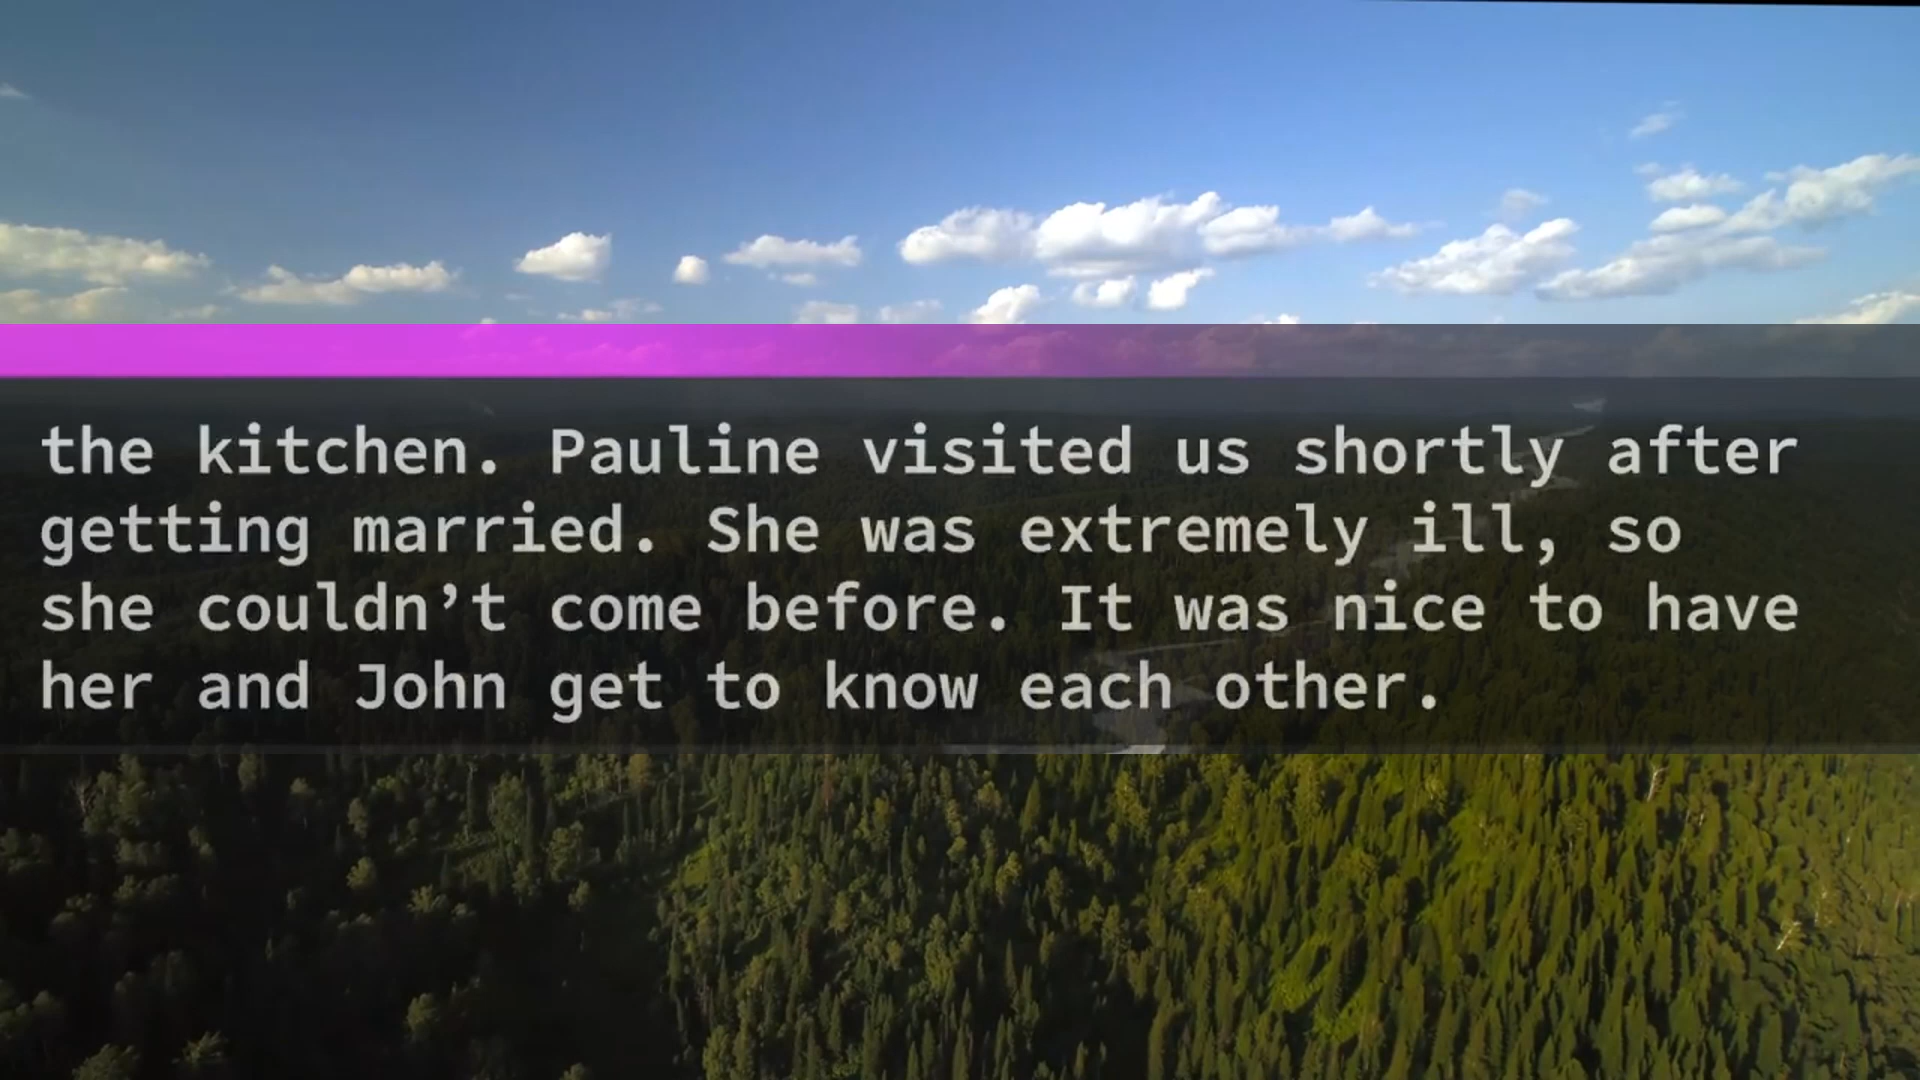 the kitchen. Pauline visited us shortly after
getting married. She was extremely ill, so
she couldn’t come before. It was nice to have
her and John get to know each other.